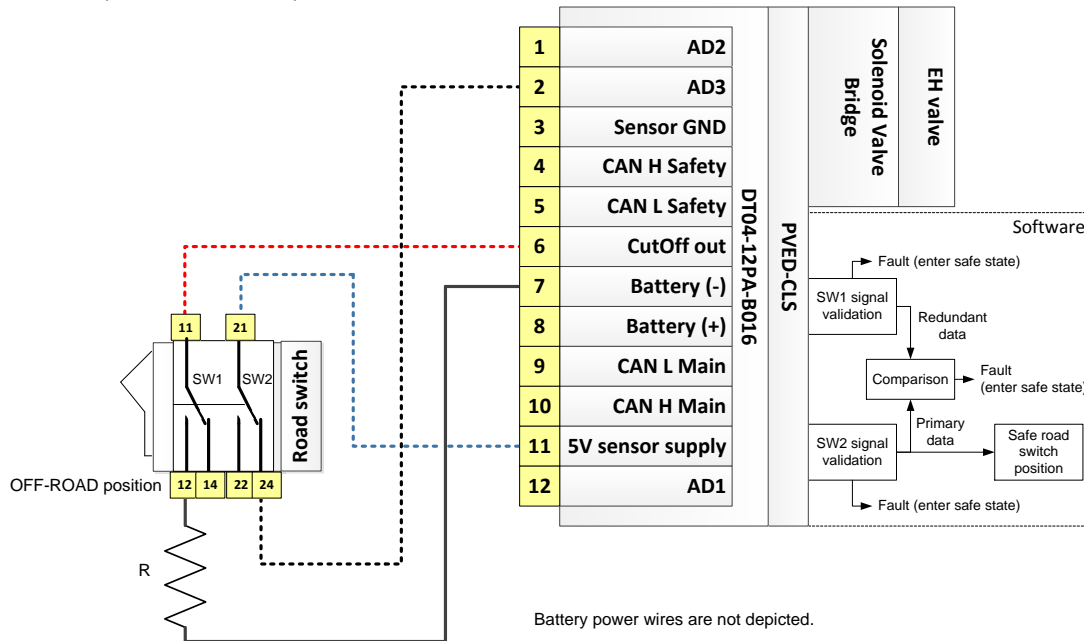 1
AD2
2
AD3
3
Sensor GND
4
CAN H Safety
5
CAN L Safety
6
CutOff out
7
Battery (-)
8
Battery (+)
9
CAN L Main
10
CAN H Main
11
5V sensor supply
12
AD1
DT04-12PA-B016
PVED-CLS
Solenoid Valve
Bridge
EH valve
Software
Fault (enter safe state)
SW1 signal
validation
Redundant
data
Comparison
Fault
(enter safe state)
Primary
data
SW2 signal
validation
Safe road
switch
position
Fault (enter safe state)
11
21
SW1
SW2
Road switch
OFF-ROAD position
12
14
22
24
R
Battery power wires are not depicted.